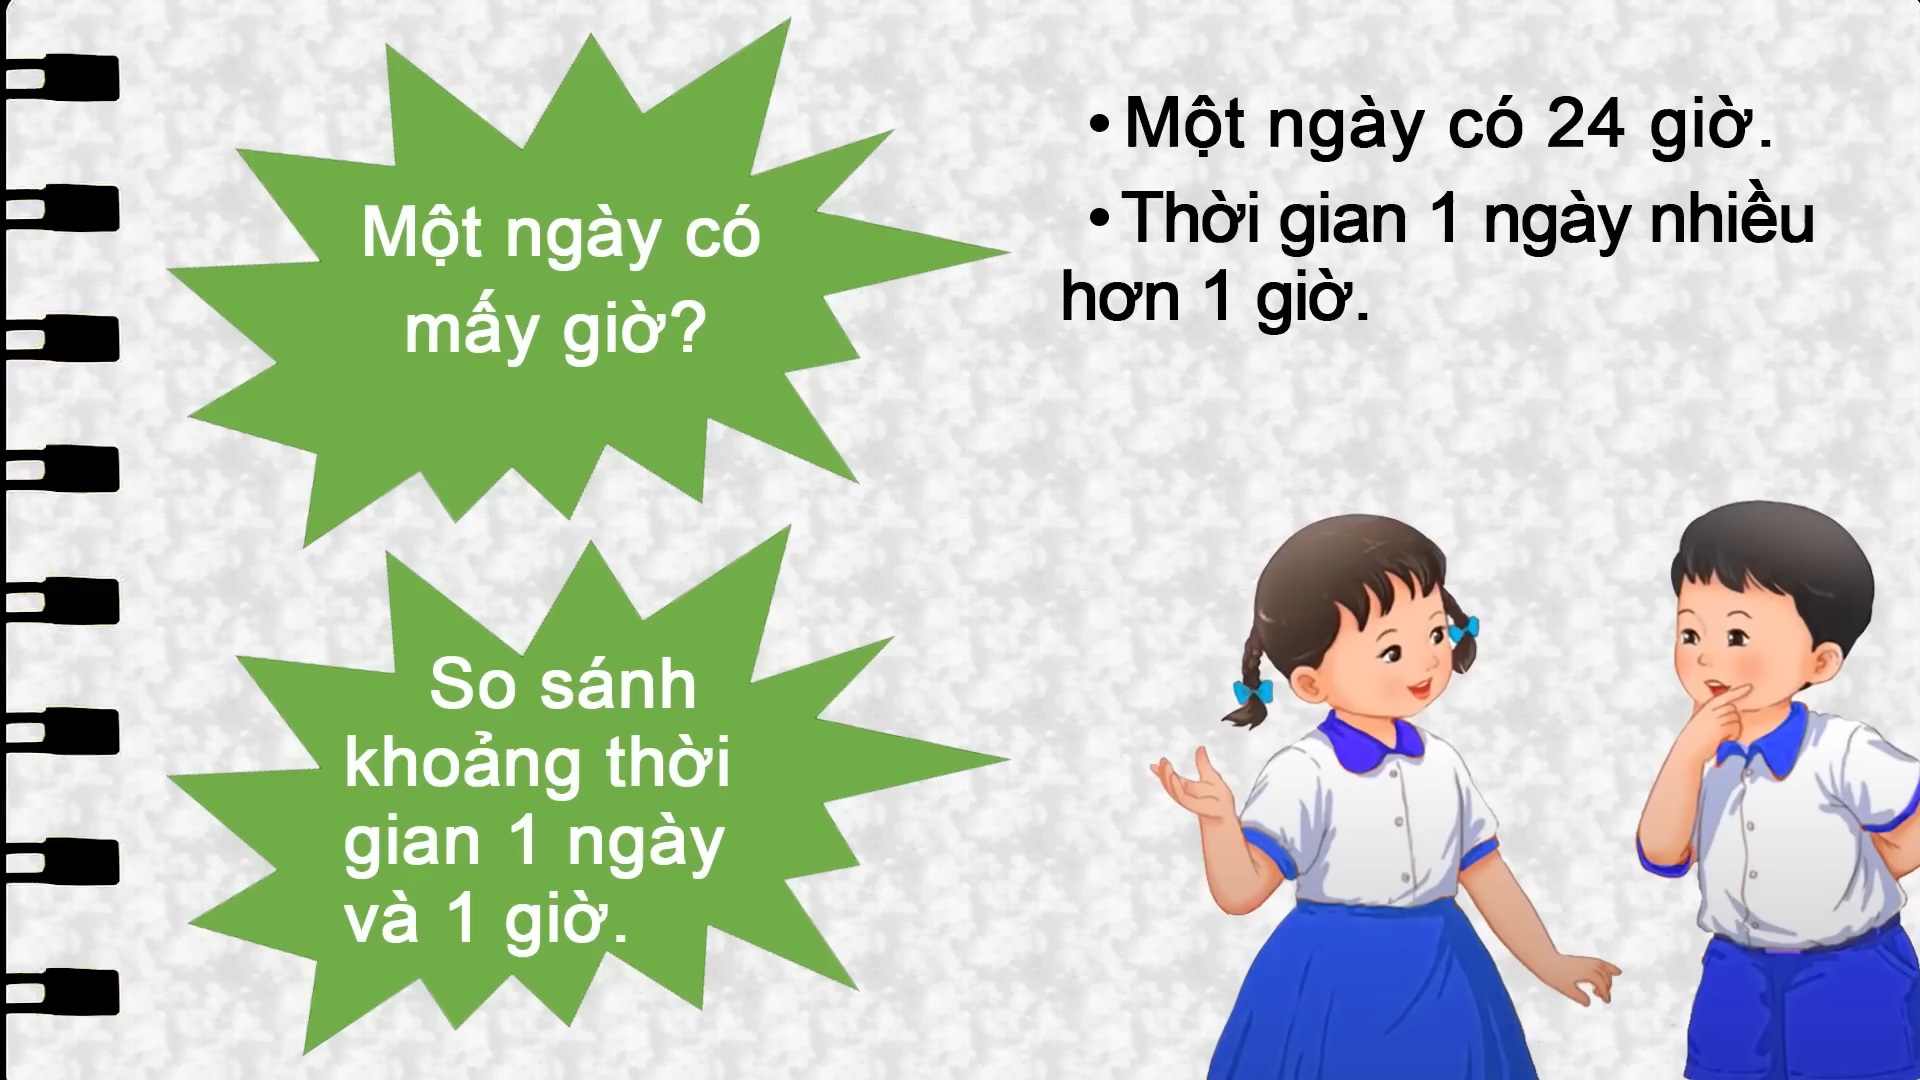 Một ngày có
mấy giờ?
• Một ngày có 24 giờ.
• Thời gian 1 ngày nhiều
hơn 1 giờ.
So sánh
khoảng thời
gian 1 ngày
và 1 giờ.